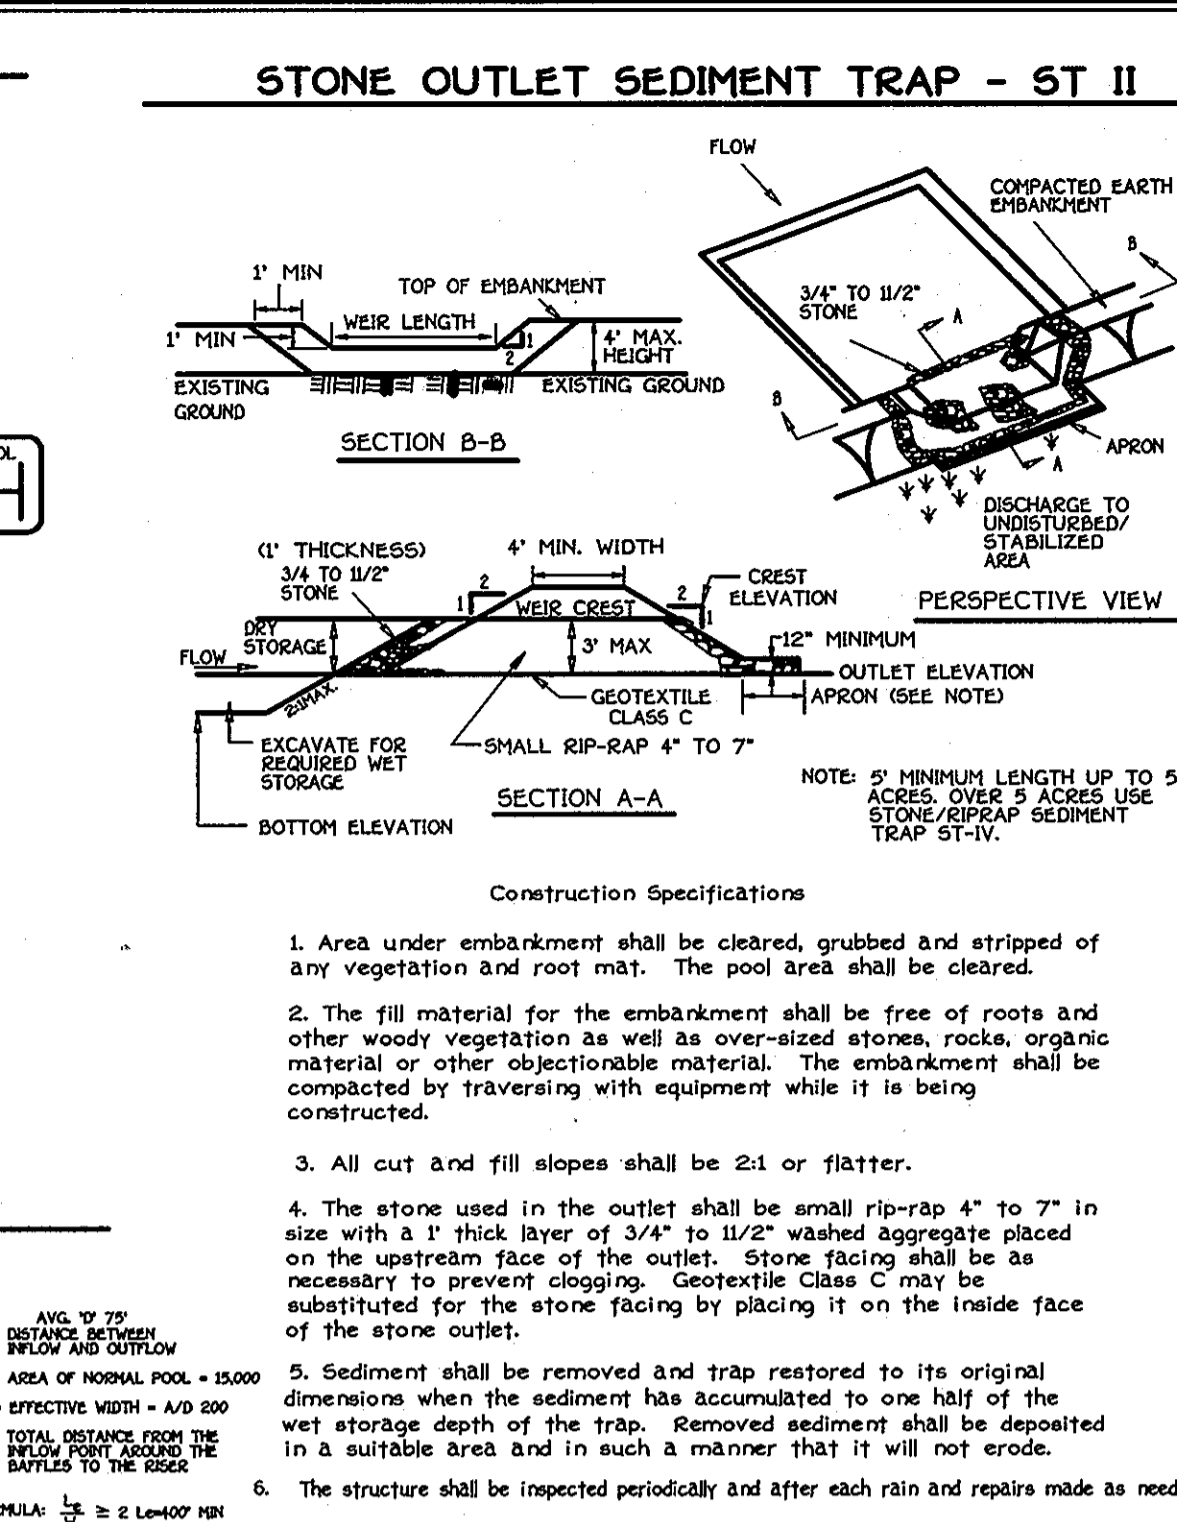 STONE OUTLET SEDIMENT TRAP - ST II
FLOW
COMPACTED EARTH
EMBANKMENT
B
3/4" TO 11/2"
STONE
A
B
A
APRON
DISCHARGE TO
UNDISTURBED/
STABILIZED
AREA
PERSPECTIVE VIEW
1' MIN
TOP OF EMBANKMENT
WEIR LENGTH
1' MIN
1
2
4' MAX.
HEIGHT
EXISTING
GROUND
EXISTING GROUND
SECTION B-B
OL
(1' THICKNESS)
3/4 TO 11/2"
STONE
4' MIN. WIDTH
2
1
WEIR CREST
2
1
CREST
ELEVATION
DRY
STORAGE
3' MAX
12" MINIMUM
FLOW
OUTLET ELEVATION
2:1MAX.
GEOTEXTILE
CLASS C
APRON (SEE NOTE)
EXCAVATE FOR
REQUIRED WET
STORAGE
SMALL RIP-RAP 4" TO 7"
SECTION A-A
BOTTOM ELEVATION
NOTE: 5' MINIMUM LENGTH UP TO 5
ACRES. OVER 5 ACRES USE
STONE/RIPRAP SEDIMENT
TRAP ST-IV.
Construction Specifications
1. Area under embankment shall be cleared, grubbed and stripped of
any vegetation and root mat. The pool area shall be cleared.
2. The fill material for the embankment shall be free of roots and
other woody vegetation as well as over-sized stones, rocks, organic
material or other objectionable material. The embankment shall be
compacted by traversing with equipment while it is being
constructed.
3. All cut and fill slopes shall be 2:1 or flatter.
4. The stone used in the outlet shall be small rip-rap 4" to 7" in
size with a 1' thick layer of 3/4" to 11/2" washed aggregate placed
on the upstream face of the outlet. Stone facing shall be as
necessary to prevent clogging. Geotextile Class C may be
substituted for the stone facing by placing it on the inside face
of the stone outlet.
5. Sediment shall be removed and trap restored to its original
dimensions when the sediment has accumulated to one half of the
wet storage depth of the trap. Removed sediment shall be deposited
in a suitable area and in such a manner that it will not erode.
6. The structure shall be inspected periodically and after each rain and repairs made as need
AVG. "D" 75'
DISTANCE BETWEEN
INFLOW AND OUTFLOW
AREA OF NORMAL POOL = 15,000
EFFECTIVE WIDTH = A/D 200
TOTAL DISTANCE FROM THE
INFLOW POINT AROUND THE
BAFFLES TO THE RISER
MULA: Le ≥ 2 Le=400' MIN